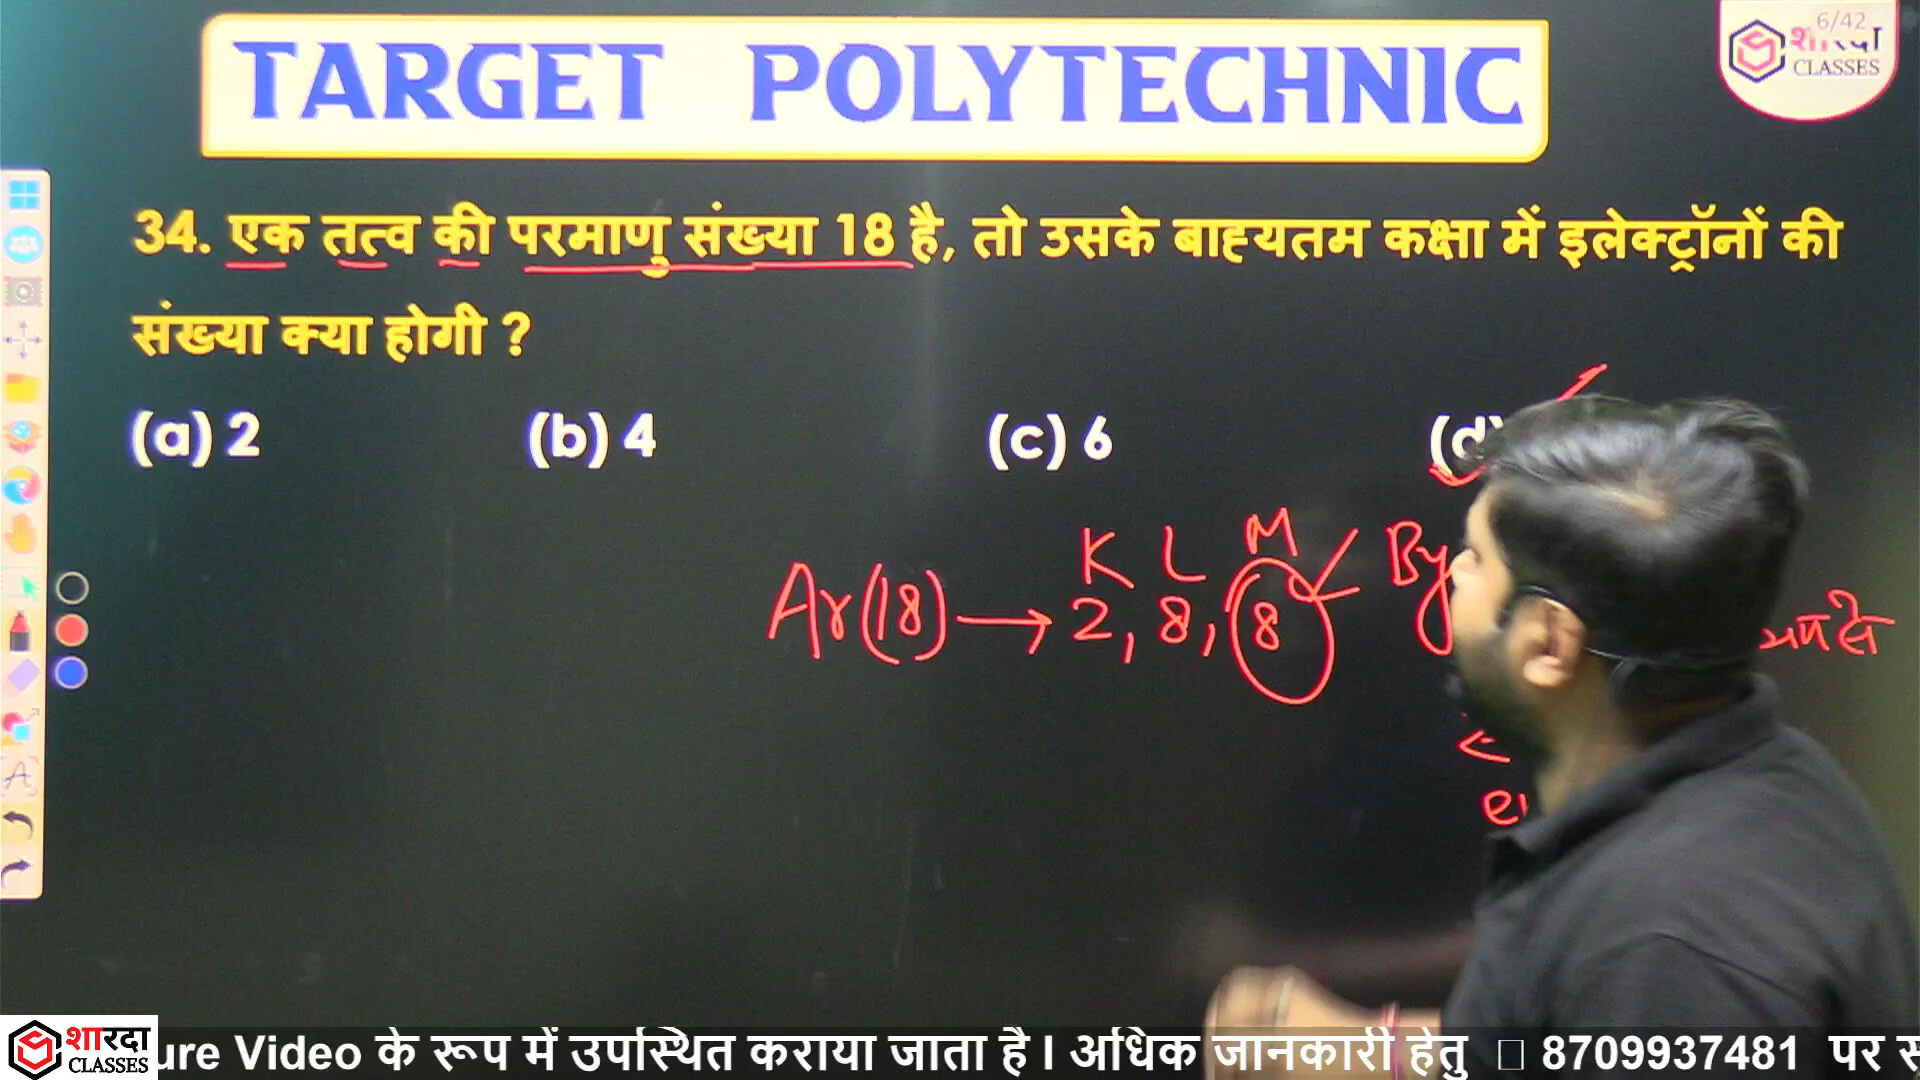 TARGET POLYTECHNIC
6/42
CLASSES
34. एक तत्व की परमाणु संख्या 18 है, तो उसके बाह्यतम कक्षा में इलेक्ट्रॉनों की
संख्या क्या होगी ?
(a) 2 (b) 4 (c) 6 (d)
K L M
Ar(18) → 2, 8, 8
शारदा CLASSES
ure Video के रूप में उपस्थित कराया जाता है I अधिक जानकारी हेतु 8709937481 पर